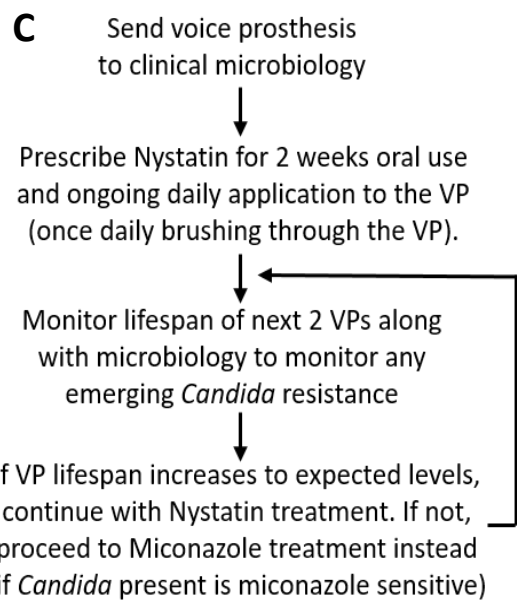 C
Send voice prosthesis
to clinical microbiology
Prescribe Nystatin for 2 weeks oral use
and ongoing daily application to the VP
(once daily brushing through the VP).
Monitor lifespan of next 2 VPs along
with microbiology to monitor any
emerging Candida resistance
f VP lifespan increases to expected levels,
continue with Nystatin treatment. If not,
proceed to Miconazole treatment instead
if Candida present is miconazole sensitive)